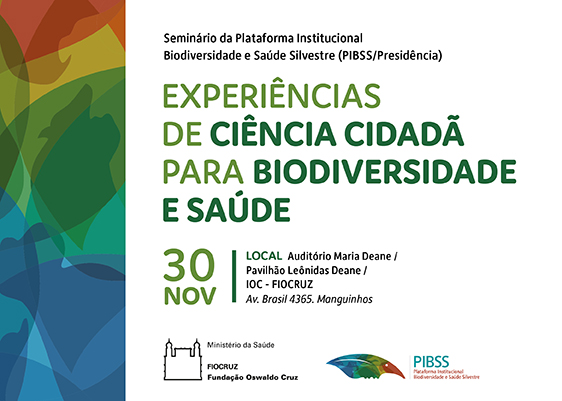 Seminário da Plataforma Institucional
Biodiversidade e Saúde Silvestre (PIBSS/Presidência)
EXPERIÊNCIAS
DE CIÊNCIA CIDADÃ
PARA BIODIVERSIDADE
E SAÚDE
30
NOV
LOCAL Auditório Maria Deane /
Pavilhão Leônidas Deane /
IOC - FIOCRUZ
Av. Brasil 4365. Manguinhos
Ministério da Saúde
FIOCRUZ
Fundação Oswaldo Cruz
PIBSS
Plataforma Institucional
Biodiversidade e Saúde Silvestre